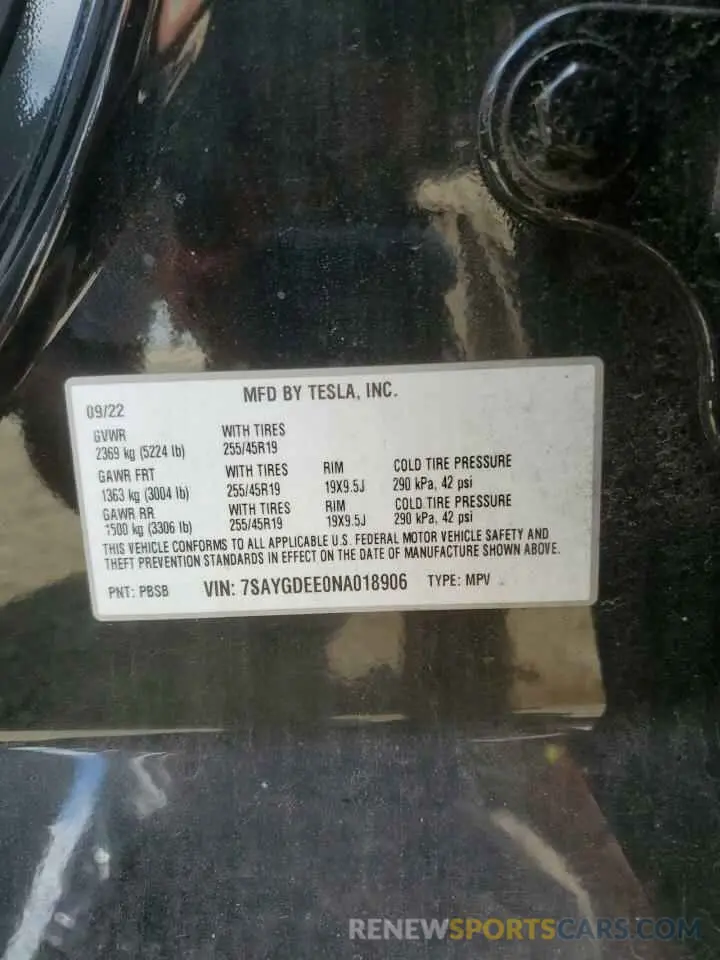 MFD BY TESLA, INC.
09/22
GVWR WITH TIRES
2369 kg (5224 lb) 255/45R19
GAWR FRT WITH TIRES RIM COLD TIRE PRESSURE
1363 kg (3004 lb) 255/45R19 19X9.5J 290 kPa, 42 psi
GAWR RR WITH TIRES RIM COLD TIRE PRESSURE
1500 kg (3306 lb) 255/45R19 19X9.5J 290 kPa, 42 psi
THIS VEHICLE CONFORMS TO ALL APPLICABLE U.S. FEDERAL MOTOR VEHICLE SAFETY AND
THEFT PREVENTION STANDARDS IN EFFECT ON THE DATE OF MANUFACTURE SHOWN ABOVE.
PNT: PBSB VIN: 7SAYGDEE0NA018906 TYPE: MPV
RENEWSPORTSCARS.COM